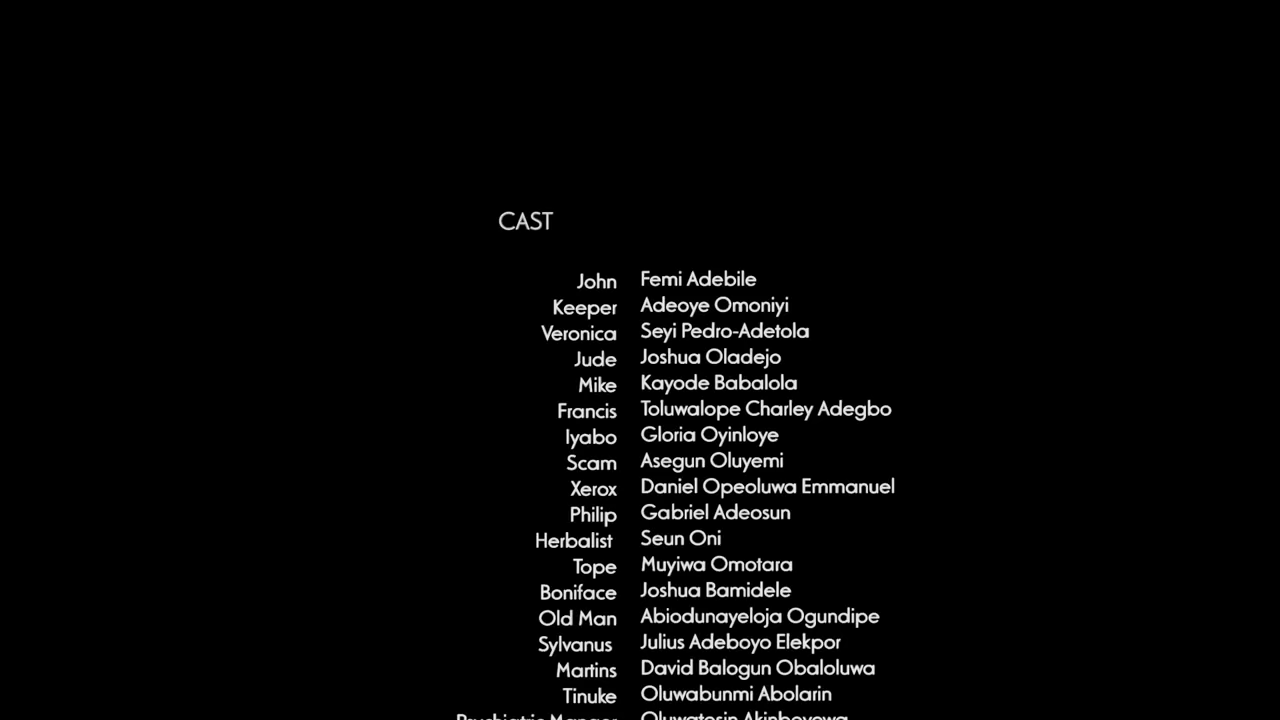 CAST
John Femi Adebile
Keeper Adeoye Omoniyi
Veronica Seyi Pedro-Adetola
Jude Joshua Oladejo
Mike Kayode Babalola
Francis Toluwalope Charley Adegbo
Iyabo Gloria Oyinloye
Scam Asegun Oluyemi
Xerox Daniel Opeoluwa Emmanuel
Philip Gabriel Adeosun
Herbalist Seun Oni
Tope Muyiwa Omotara
Boniface Joshua Bamidele
Old Man Abiodunayeloja Ogundipe
Sylvanus Julius Adeboyo Elekpor
Martins David Balogun Obaloluwa
Tinuke Oluwabunmi Abolarin